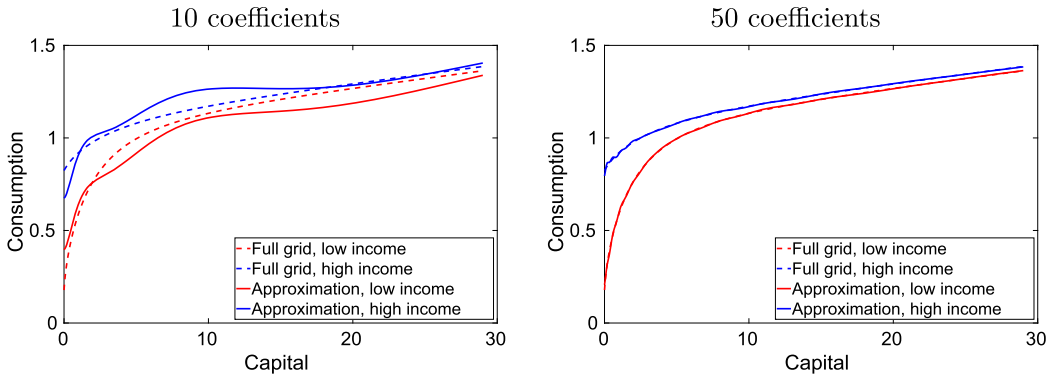 10 coefficients
1.5
1
0.5
0
Consumption
0
10
20
30
Capital
Full grid, low income
Full grid, high income
Approximation, low income
Approximation, high income
50 coefficients
1.5
1
0.5
0
Consumption
0
10
20
30
Capital
Full grid, low income
Full grid, high income
Approximation, low income
Approximation, high income